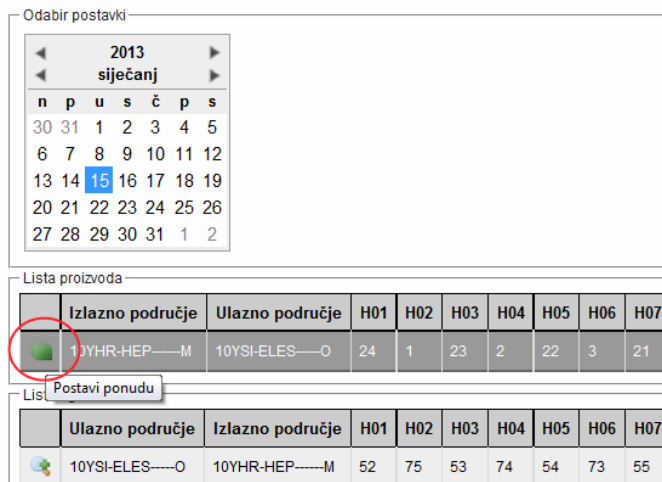 Odabir postavki
2013
siječanj
n p u s č p s
30 31 1 2 3 4 5
6 7 8 9 10 11 12
13 14 15 16 17 18 19
20 21 22 23 24 25 26
27 28 29 30 31 1 2
Lista proizvoda
Izlazno područje Ulazno područje H01 H02 H03 H04 H05 H06 H07
10YHR-HEP------M 10YSI-ELES-----O 24 1 23 2 22 3 21
Postavi ponudu
Ulazno područje Izlazno područje H01 H02 H03 H04 H05 H06 H07
10YSI-ELES-----O 10YHR-HEP------M 52 75 53 74 54 73 55